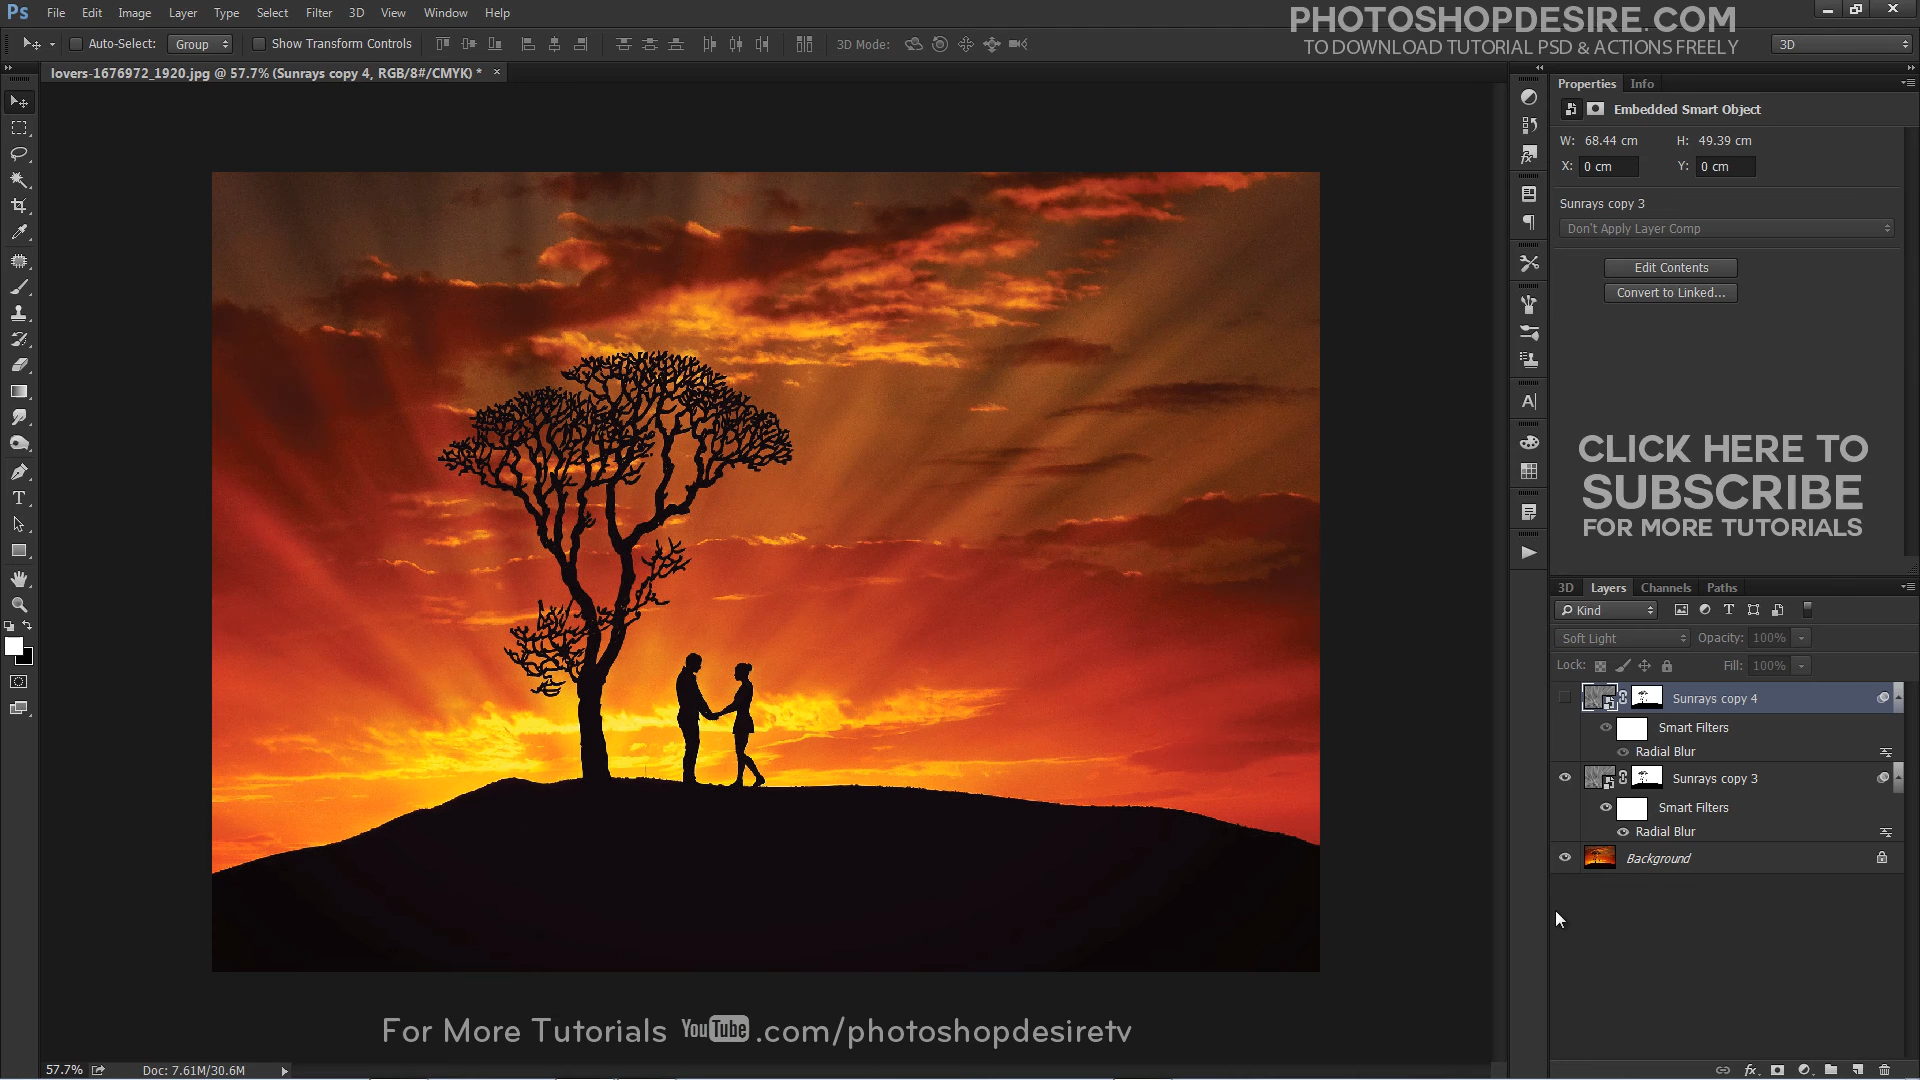 Ps File Edit Image Layer Type Select Filter 3D View Window Help
PHOTOSHOPDESIRE.COM
Auto-Select: Group Show Transform Controls 3D Mode:
TO DOWNLOAD TUTORIAL PSD & ACTIONS FREELY
3D
lovers-1676972_1920.jpg @ 57.7% (Sunrays copy 4, RGB/8#/CMYK) * ×
Properties Info
Embedded Smart Object
W: 68.44 cm H: 49.39 cm
X: 0 cm Y: 0 cm
Sunrays copy 3
Don't Apply Layer Comp
Edit Contents
Convert to Linked...
CLICK HERE TO
SUBSCRIBE
FOR MORE TUTORIALS
3D Layers Channels Paths
Kind
Soft Light Opacity: 100%
Lock: Fill: 100%
Sunrays copy 4
Smart Filters
Radial Blur
Sunrays copy 3
Smart Filters
Radial Blur
Background
For More Tutorials YouTube .com/photoshopdesiretv
57.7% Doc: 7.61M/30.6M